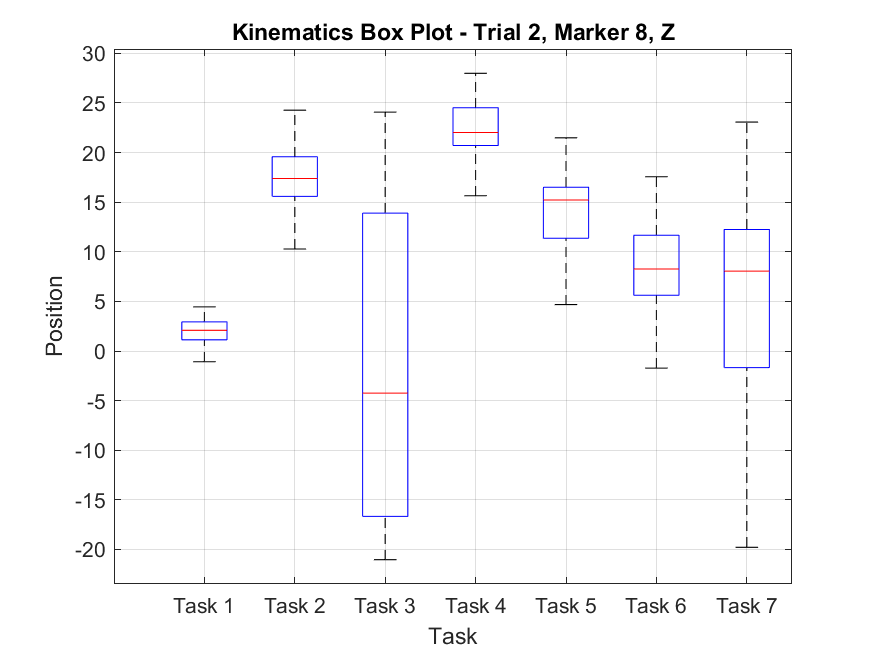 Kinematics Box Plot - Trial 2, Marker 8, Z
30
25
20
15
10
5
0
-5
-10
-15
-20
Position
Task 1 Task 2 Task 3 Task 4 Task 5 Task 6 Task 7
Task